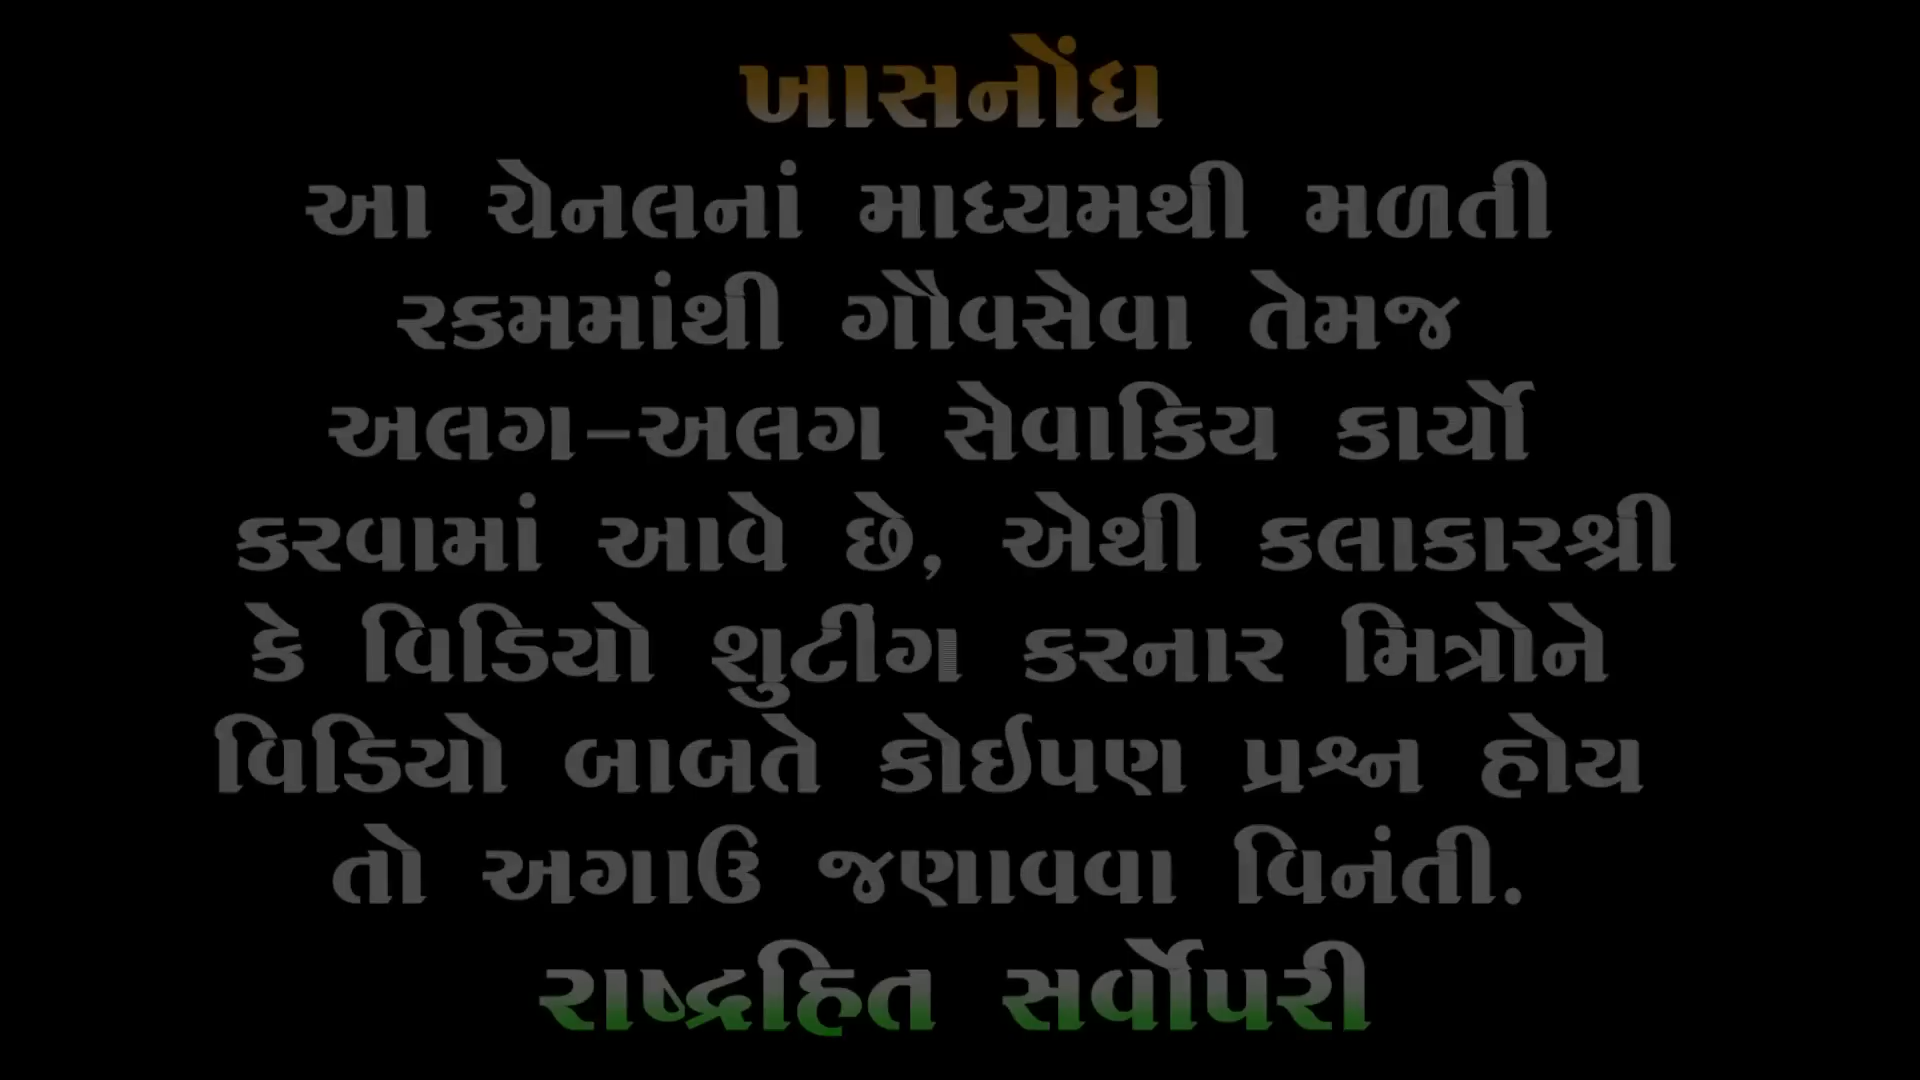 ખાસનોંધ
આ ચેનલનાં માધ્યમથી મળતી
રકમમાંથી ગૌવસેવા તેમજ
અલગ-અલગ સેવાકિય કાર્યો
કરવામાં આવે છે, એથી કલાકારશ્રી
કે વિડિયો શુટીંગ કરનાર મિત્રોને
વિડિયો બાબતે કોઈપણ પ્રશ્ન હોય
તો અગાઉ જણાવવા વિનંતી.
રાષ્ટ્રહિત સર્વોપરી